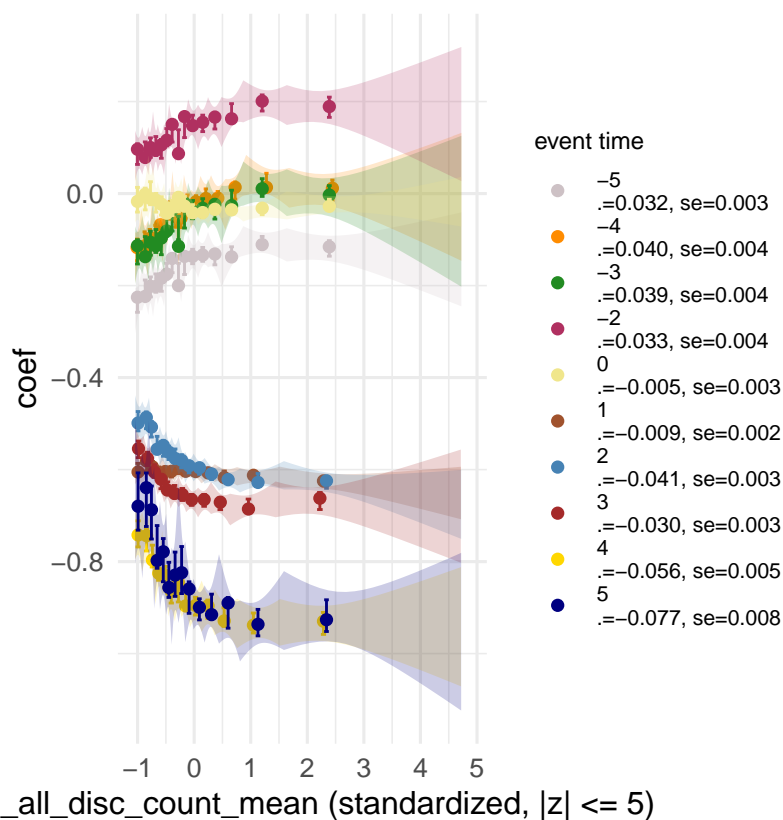 event time
−5
.=0.032, se=0.003
−4
.=0.040, se=0.004
−3
.=0.039, se=0.004
−2
.=0.033, se=0.004
0
.=−0.005, se=0.003
1
.=−0.009, se=0.002
2
.=−0.041, se=0.003
3
.=−0.030, se=0.003
4
.=−0.056, se=0.005
5
.=−0.077, se=0.008
coef
0.0
−0.4
−0.8
−1 0 1 2 3 4 5
_all_disc_count_mean (standardized, |z| <= 5)